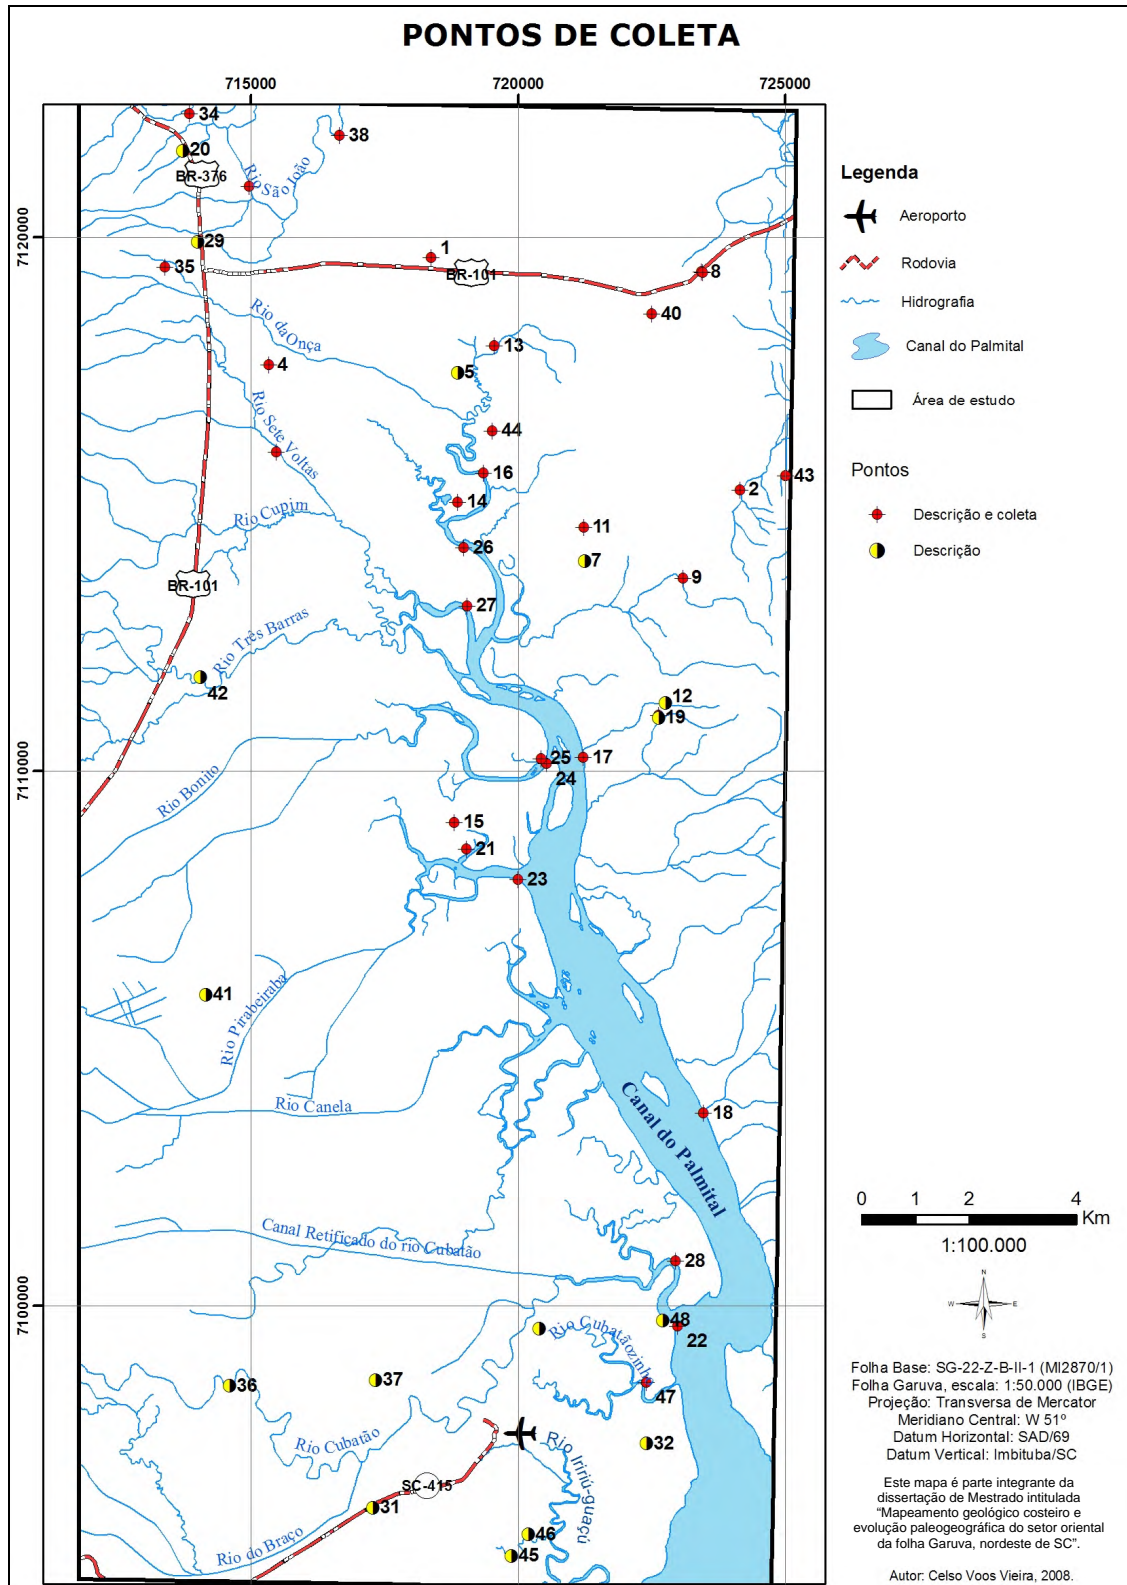 PONTOS DE COLETA
715000
720000
725000
7120000
7110000
7100000
34
20
BR-376
38
Rio São João
29
35
1
BR-101
8
40
Rio da Onça
13
4
5
Rio Sete Voltas
44
16
43
2
14
Rio Cupim
11
26
7
9
BR-101
27
Rio Três Barras
42
12
19
25
17
24
Rio Bonito
15
21
23
41
Rio Pirabeiraba
Rio Canela
Canal do Palmital
18
Canal Retificado do rio Cubatão
28
48
22
Rio Cubatãozinho
36
37
47
Rio Cubatão
32
Rio Iririú-guaçú
SC-415
31
46
45
Rio do Braço
Legenda
Aeroporto
Rodovia
Hidrografia
Canal do Palmital
Área de estudo
Pontos
Descrição e coleta
Descrição
0 1 2 4
Km
1:100.000
N
W E
S
Folha Base: SG-22-Z-B-II-1 (MI2870/1)
Folha Garuva, escala: 1:50.000 (IBGE)
Projeção: Transversa de Mercator
Meridiano Central: W 51º
Datum Horizontal: SAD/69
Datum Vertical: Imbituba/SC
Este mapa é parte integrante da
dissertação de Mestrado intitulada
"Mapeamento geológico costeiro e
evolução paleogeográfica do setor oriental
da folha Garuva, nordeste de SC".
Autor: Celso Voos Vieira, 2008.